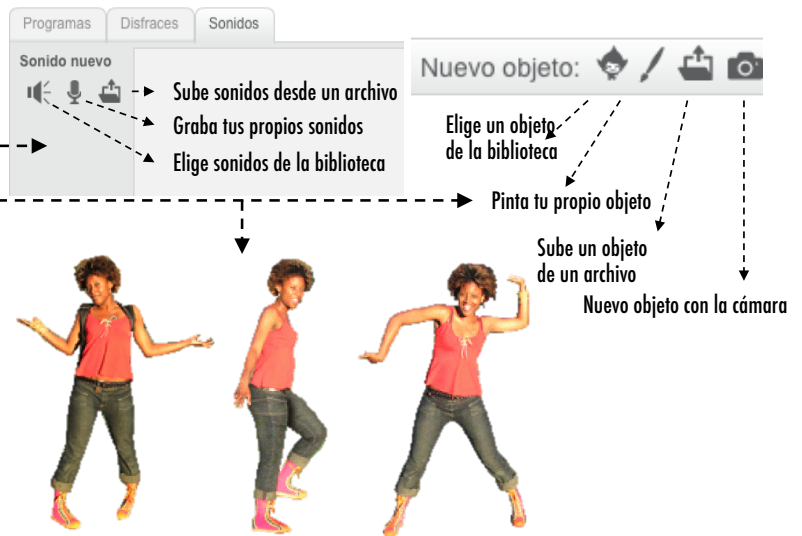 Programas
Disfraces
Sonidos
Sonido nuevo
Sube sonidos desde un archivo
Graba tus propios sonidos
Elige sonidos de la biblioteca
Nuevo objeto:
Elige un objeto
de la biblioteca
Pinta tu propio objeto
Sube un objeto
de un archivo
Nuevo objeto con la cámara